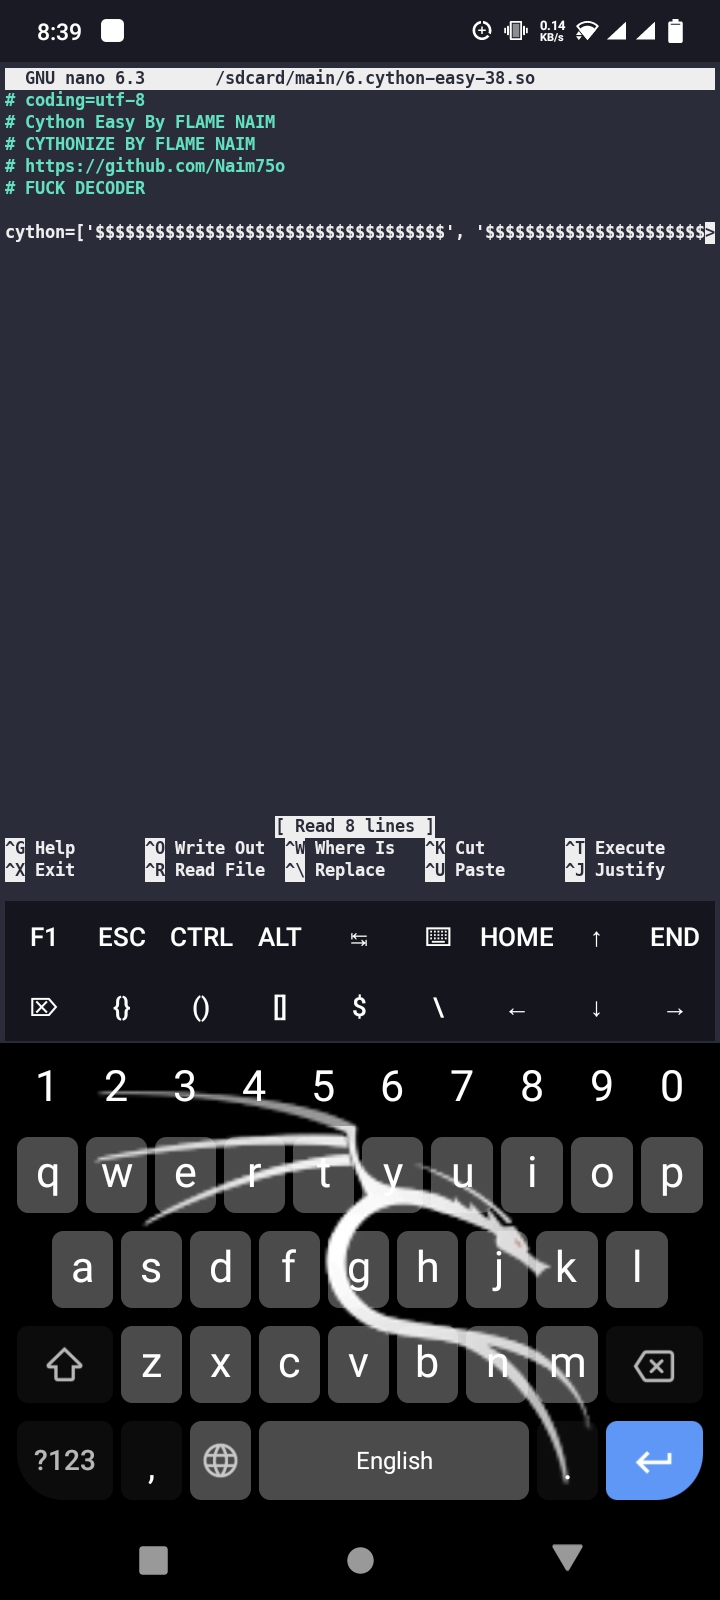 8:39 0.14 KB/s
GNU nano 6.3 /sdcard/main/6.cython-easy-38.so
# coding=utf-8
# Cython Easy By FLAME NAIM
# CYTHONIZE BY FLAME NAIM
# https://github.com/Naim75o
# FUCK DECODER
cython=['$$$$$$$$$$$$$$$$$$$$$$$$$$$$$$$$$$$', '$$$$$$$$$$$$$$$$$$$$$$>
[ Read 8 lines ]
^G Help ^O Write Out ^W Where Is ^K Cut ^T Execute
^X Exit ^R Read File ^\ Replace ^U Paste ^J Justify
F1 ESC CTRL ALT ↹ ⌨ HOME ↑ END
⌦ {} () [] $ \ ← ↓ →
1 2 3 4 5 6 7 8 9 0
q w e r t y u i o p
a s d f g h j k l
z x c v b n m
?123 , English .